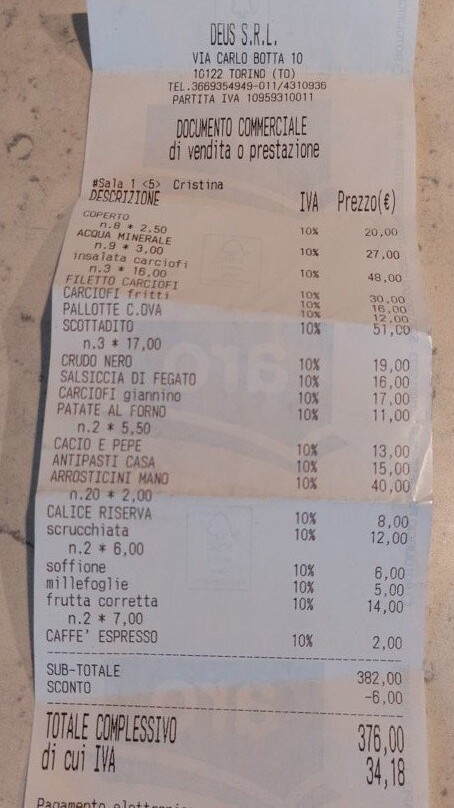 DEUS S.R.L.
VIA CARLO BOTTA 10
10122 TORINO (TO)
TEL.3669354949-011/4310936
PARTITA IVA 10959310011
DOCUMENTO COMMERCIALE
di vendita o prestazione
#Sala 1 <5> Cristina
DESCRIZIONE IVA Prezzo(€)
COPERTO
n.8 * 2,50 10% 20,00
ACQUA MINERALE
n.9 * 3,00 10% 27,00
insalata carciofi
n.3 * 16,00 10% 48,00
FILETTO CARCIOFI 10% 30,00
CARCIOFI fritti 10% 16,00
PALLOTTE C.OVA 10% 12,00
SCOTTADITO 10% 51,00
n.3 * 17,00
CRUDO NERO 10% 19,00
SALSICCIA DI FEGATO 10% 16,00
CARCIOFI giannino 10% 17,00
PATATE AL FORNO 10% 11,00
n.2 * 5,50
CACIO E PEPE 10% 13,00
ANTIPASTI CASA 10% 15,00
ARROSTICINI MANO 10% 40,00
n.20 * 2,00
CALICE RISERVA 10% 8,00
scrucchiata 10% 12,00
n.2 * 6,00
soffione 10% 6,00
millefoglie 10% 5,00
frutta corretta 10% 14,00
n.2 * 7,00
CAFFE' ESPRESSO 10% 2,00
SUB-TOTALE 382,00
SCONTO -6,00
TOTALE COMPLESSIVO 376,00
di cui IVA 34,18